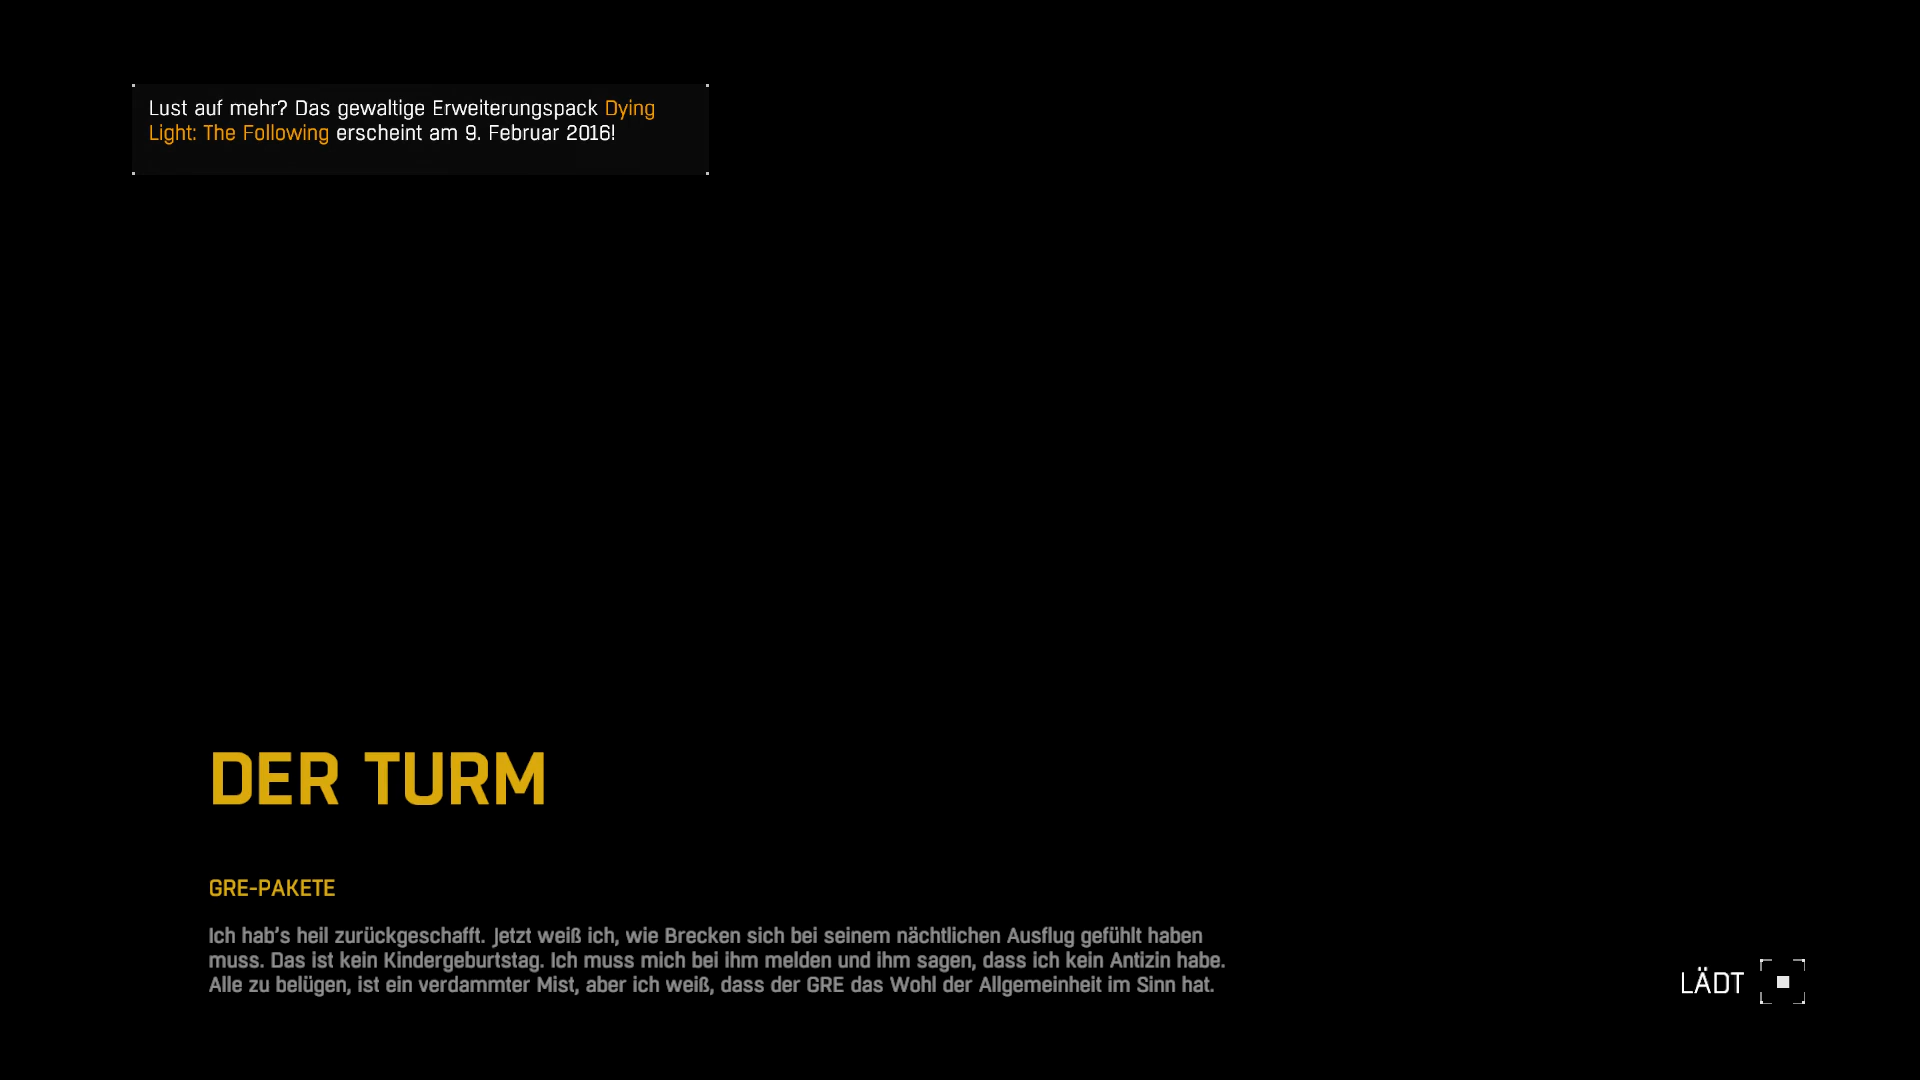 Lust auf mehr? Das gewaltige Erweiterungspack Dying
Light: The Following erscheint am 9. Februar 2016!
DER TURM
GRE-PAKETE
Ich hab's heil zurückgeschafft. Jetzt weiß ich, wie Brecken sich bei seinem nächtlichen Ausflug gefühlt haben
muss. Das ist kein Kindergeburtstag. Ich muss mich bei ihm melden und ihm sagen, dass ich kein Antizin habe.
Alle zu belügen, ist ein verdammter Mist, aber ich weiß, dass der GRE das Wohl der Allgemeinheit im Sinn hat.
LÄDT